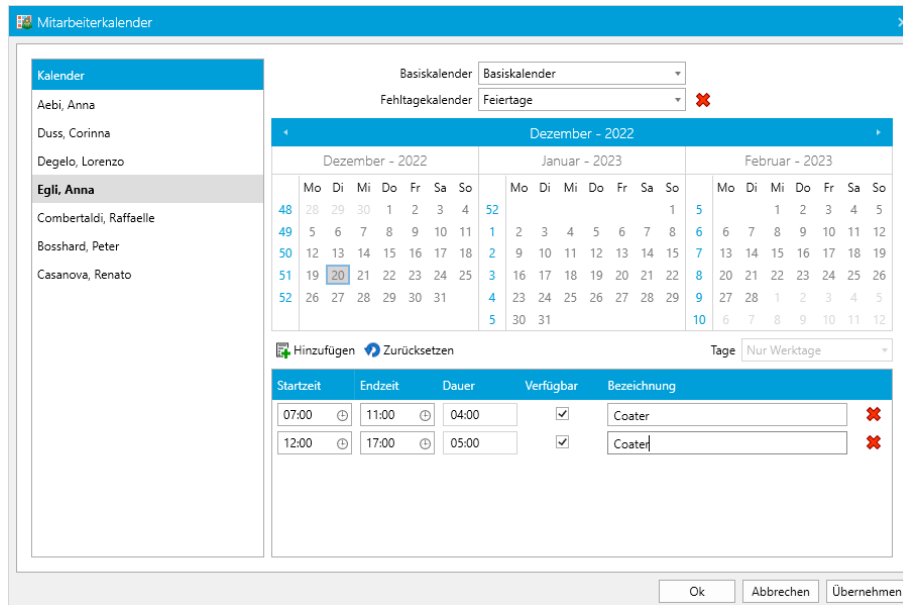 Mitarbeiterkalender
Kalender
Aebi, Anna
Duss, Corinna
Degelo, Lorenzo
Egli, Anna
Combertaldi, Raffaelle
Bosshard, Peter
Casanova, Renato
Basiskalender Basiskalender
Fehltagekalender Feiertage
Dezember - 2022
Dezember - 2022 Januar - 2023 Februar - 2023
Mo Di Mi Do Fr Sa So Mo Di Mi Do Fr Sa So Mo Di Mi Do Fr Sa So
48 28 29 30 1 2 3 4 52 1 5 1 2 3 4 5
49 5 6 7 8 9 10 11 1 2 3 4 5 6 7 8 6 6 7 8 9 10 11 12
50 12 13 14 15 16 17 18 2 9 10 11 12 13 14 15 7 13 14 15 16 17 18 19
51 19 20 21 22 23 24 25 3 16 17 18 19 20 21 22 8 20 21 22 23 24 25 26
52 26 27 28 29 30 31 4 23 24 25 26 27 28 29 9 27 28 1 2 3 4 5
5 30 31 10 6 7 8 9 10 11 12
Hinzufügen Zurücksetzen Tage Nur Werktage
Startzeit Endzeit Dauer Verfügbar Bezeichnung
07:00 11:00 04:00 Coater
12:00 17:00 05:00 Coater
Ok Abbrechen Übernehmen